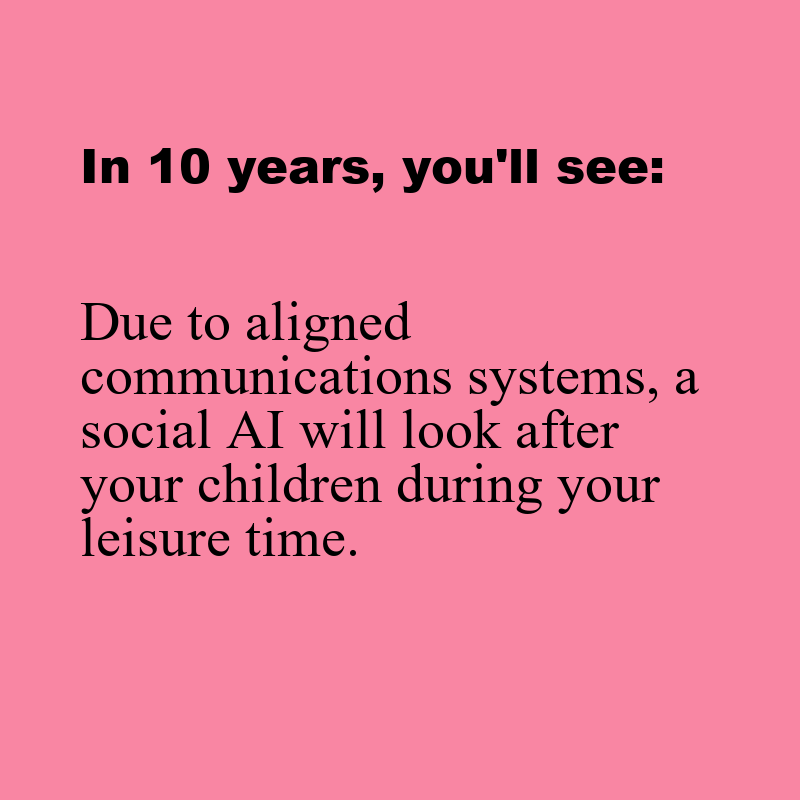 In 10 years, you'll see:
Due to aligned
communications systems, a
social AI will look after
your children during your
leisure time.